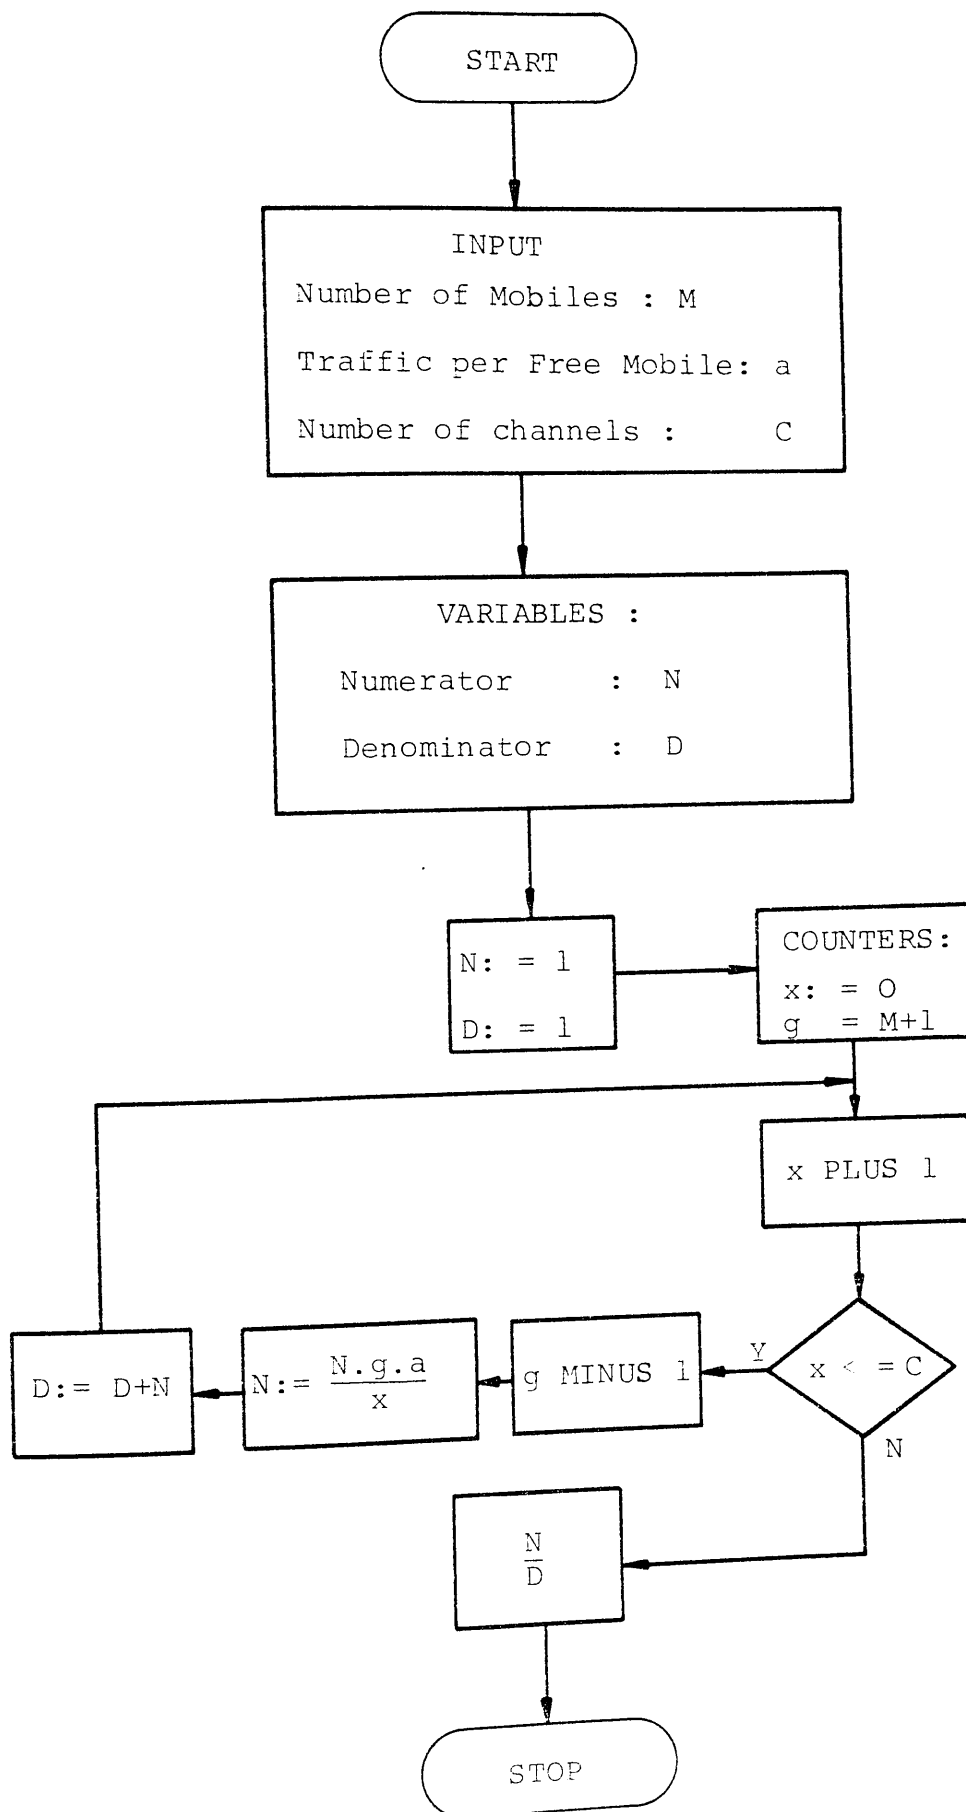 START
INPUT
Number of Mobiles : M
Traffic per Free Mobile: a
Number of channels : C
VARIABLES :
Numerator : N
Denominator : D
N: = 1
D: = 1
COUNTERS:
x: = O
g = M+1
x PLUS 1
x < = C
Y
N
g MINUS 1
N:= N.g.a
x
D:= D+N
N
D
STOP